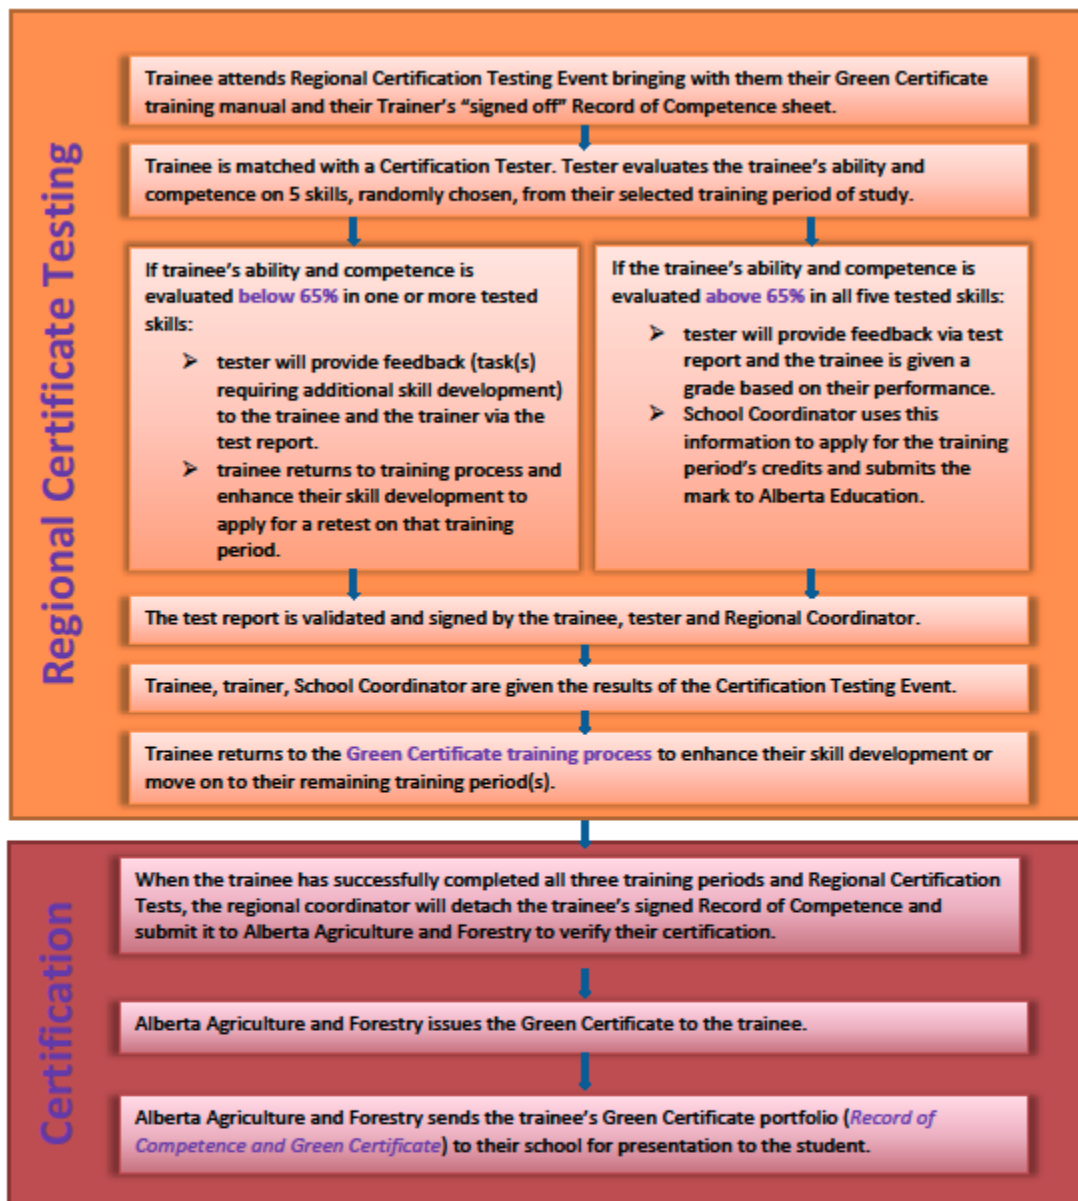 Regional Certificate Testing
Trainee attends Regional Certification Testing Event bringing with them their Green Certificate
training manual and their Trainer's "signed off" Record of Competence sheet.
Trainee is matched with a Certification Tester. Tester evaluates the trainee's ability and
competence on 5 skills, randomly chosen, from their selected training period of study.
If trainee's ability and competence is
evaluated below 65% in one or more tested
skills:
➢ tester will provide feedback (task(s)
requiring additional skill development)
to the trainee and the trainer via the
test report.
➢ trainee returns to training process and
enhance their skill development to
apply for a retest on that training
period.
If the trainee's ability and competence is
evaluated above 65% in all five tested skills:
➢ tester will provide feedback via test
report and the trainee is given a
grade based on their performance.
➢ School Coordinator uses this
information to apply for the training
period's credits and submits the
mark to Alberta Education.
The test report is validated and signed by the trainee, tester and Regional Coordinator.
Trainee, trainer, School Coordinator are given the results of the Certification Testing Event.
Trainee returns to the Green Certificate training process to enhance their skill development or
move on to their remaining training period(s).
Certification
When the trainee has successfully completed all three training periods and Regional Certification
Tests, the regional coordinator will detach the trainee's signed Record of Competence and
submit it to Alberta Agriculture and Forestry to verify their certification.
Alberta Agriculture and Forestry issues the Green Certificate to the trainee.
Alberta Agriculture and Forestry sends the trainee's Green Certificate portfolio (Record of
Competence and Green Certificate) to their school for presentation to the student.